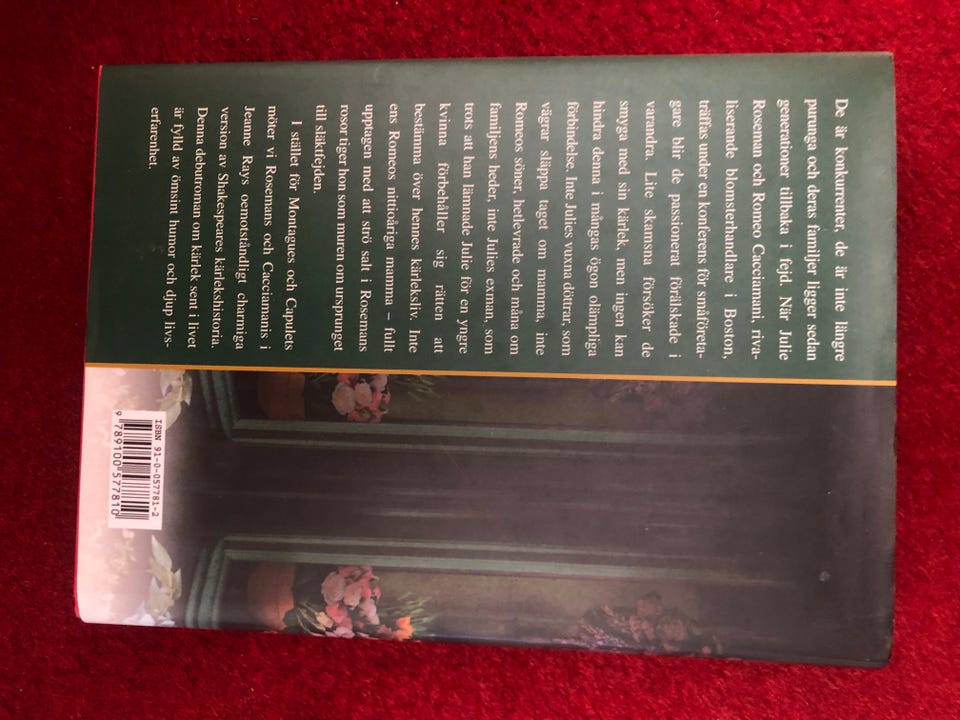 De är konkurrenter, de är inte längre
purunga och deras familjer ligger sedan
generationer tillbaka i fejd. När Julie
Roseman och Romeo Cacciamani, riva-
liserande blomsterhandlare i Boston,
träffas under en konferens för småföreta-
gare blir de passionerat förälskade i
varandra. Lite skamsna försöker de
smyga med sin kärlek, men ingen kan
hindra denna i mångas ögon olämpliga
förbindelse. Inte Julies vuxna döttrar, som
vägrar släppa taget om mamma, inte
Romeos söner, hetlevrade och måna om
familjens heder, inte Julies exman, som
trots att han lämnade Julie för en yngre
kvinna förbehåller sig rätten att
bestämma över hennes kärleksliv. Inte
ens Romeos nittioåriga mamma – fullt
upptagen med att strö salt i Rosemans
rosor tiger hon som muren om ursprunget
till släktfejden.
I stället för Montagues och Capulets
möter vi Rosemans och Cacciamanis i
Jeanne Rays oemotståndligt charmiga
version av Shakespeares kärlekshistoria.
Denna debutroman om kärlek sent i livet
är fylld av ömsint humor och djup livs-
erfarenhet.
ISBN 91-0-057781-2
9 789100 577810